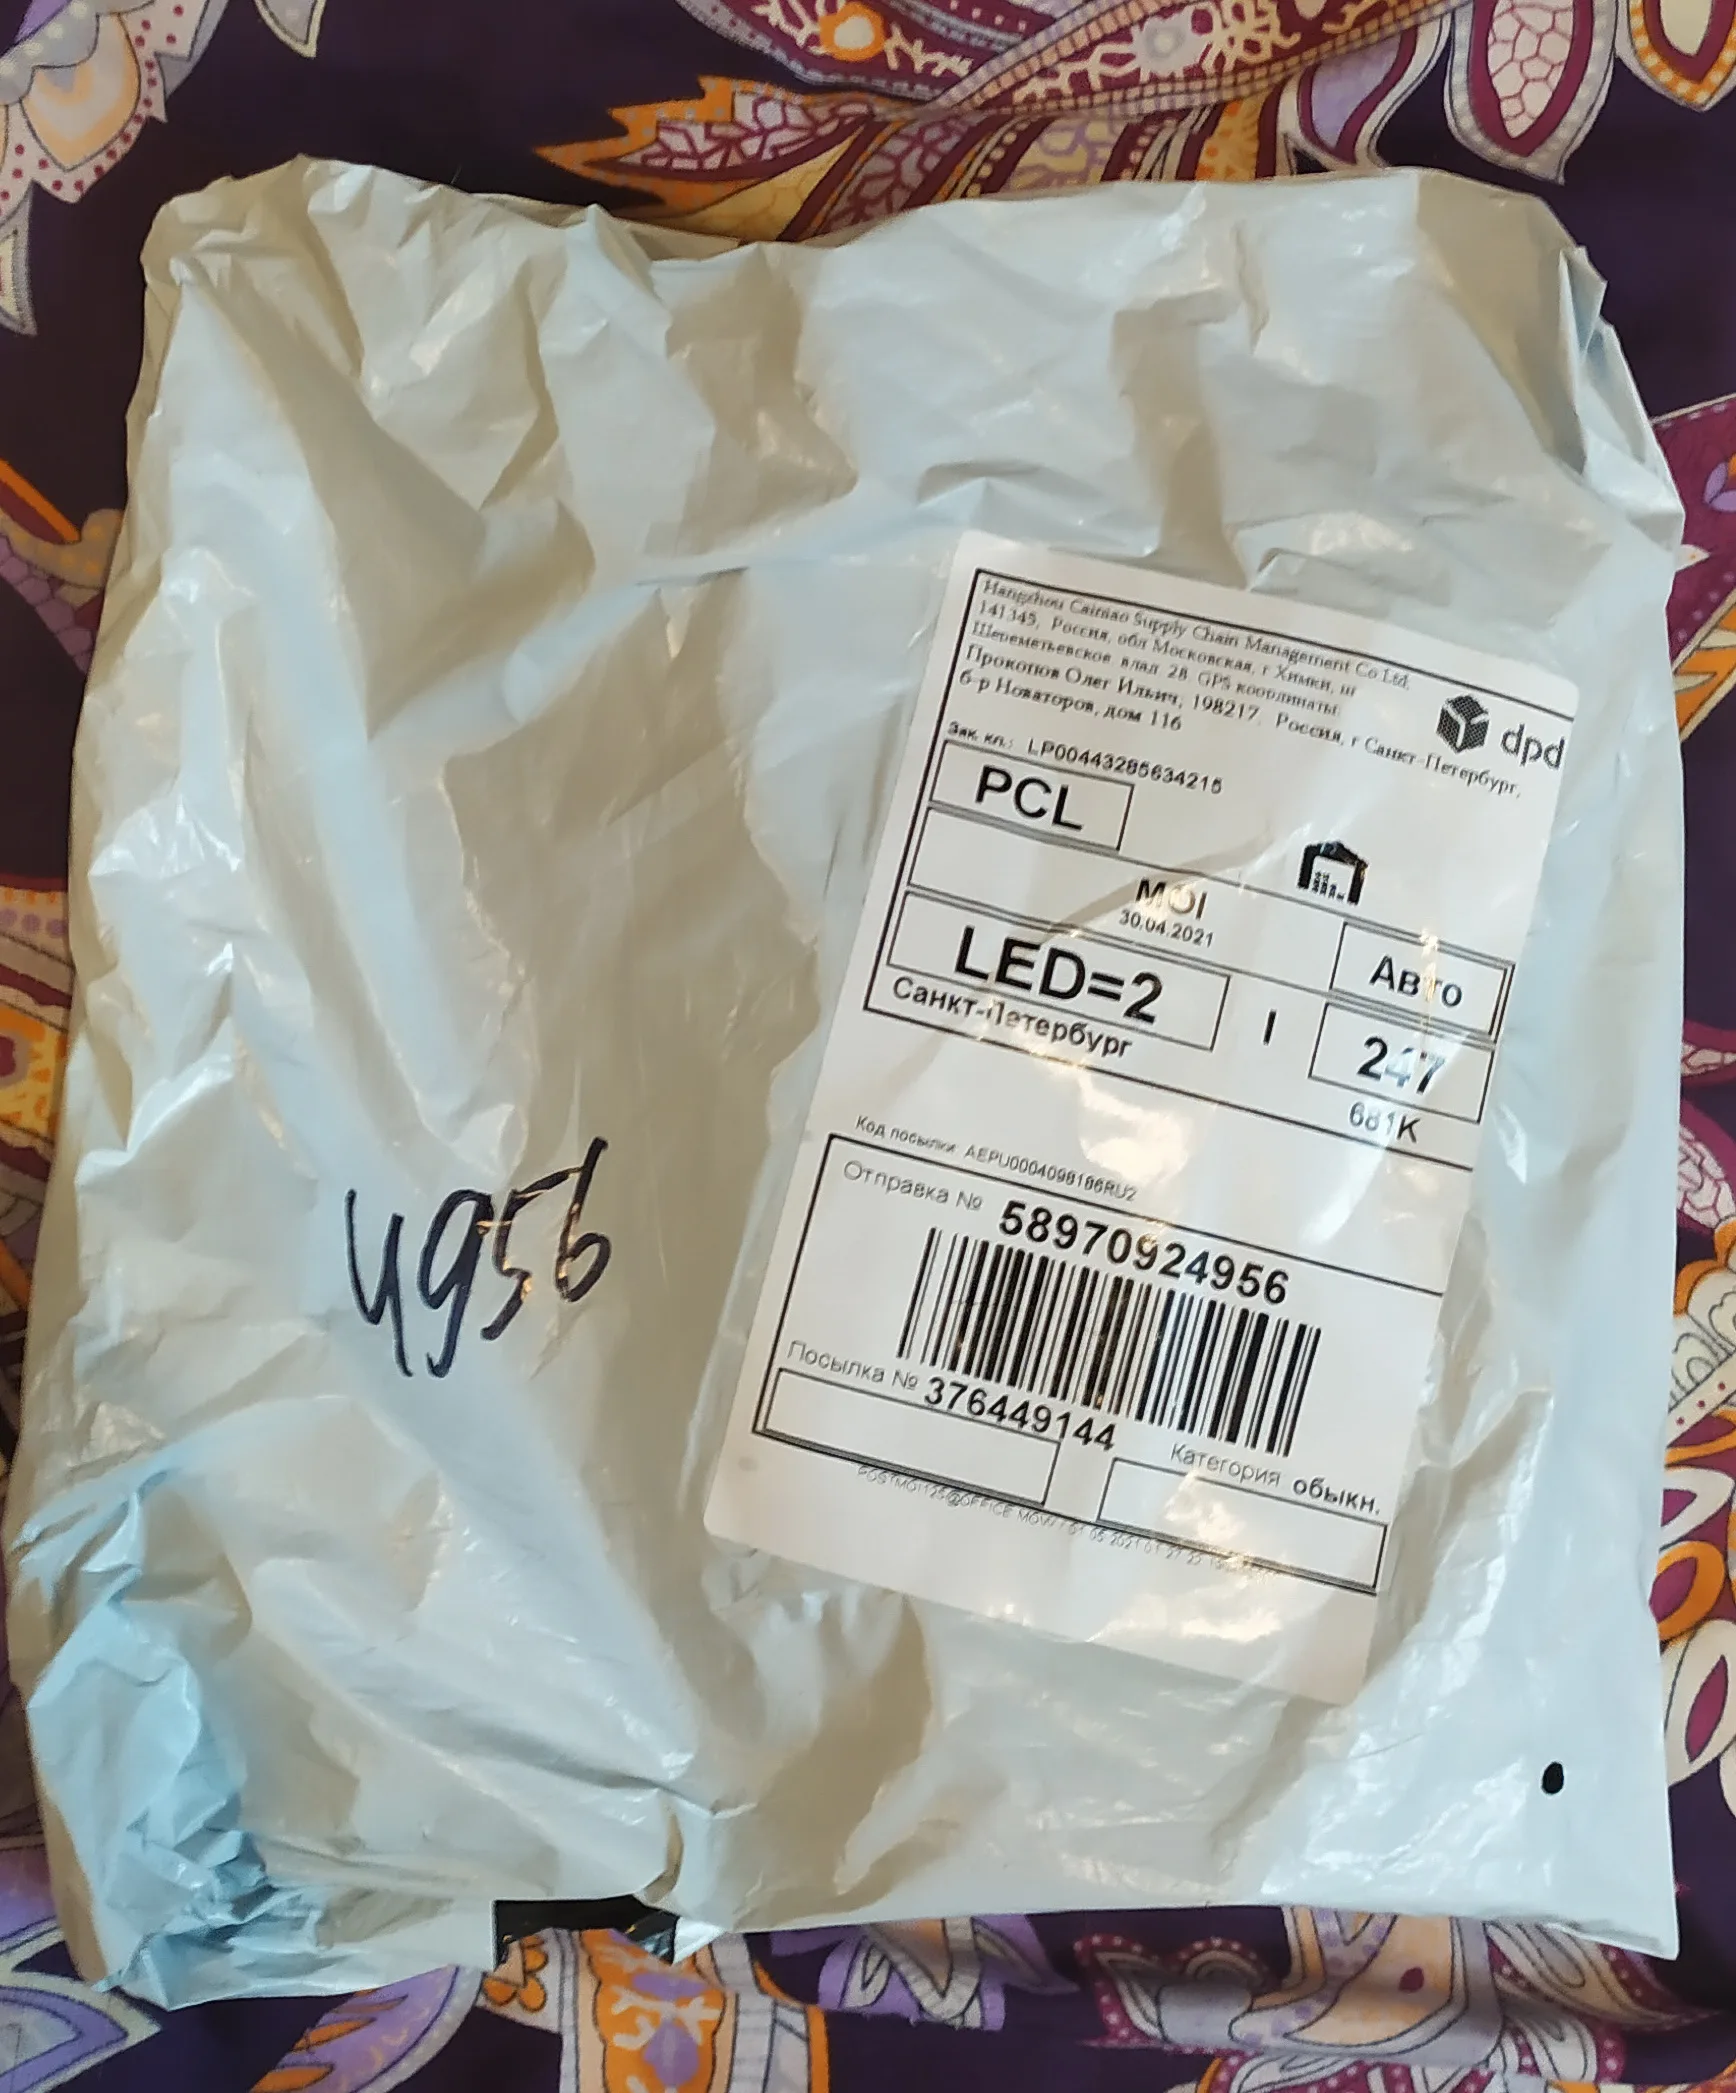 Hangzhou Cainiao Supply Chain Management Co Ltd,
141345, Россия, обл Московская, г Химки, ш
Шереметьевское влад 28 GPS координаты:
Прокопов Олег Ильич, 198217, Россия, г Санкт-Петербург,
б-р Новаторов, дом 116
dpd
Зак. кл.: LP00443285634215
PCL
MOI
30.04.2021
Авто
LED=2
I
247
Санкт-Петербург
681K
Код посылки AEPU0004098186RU2
Отправка № 58970924956
Посылка № 376449144
Категория обыкн.
4956